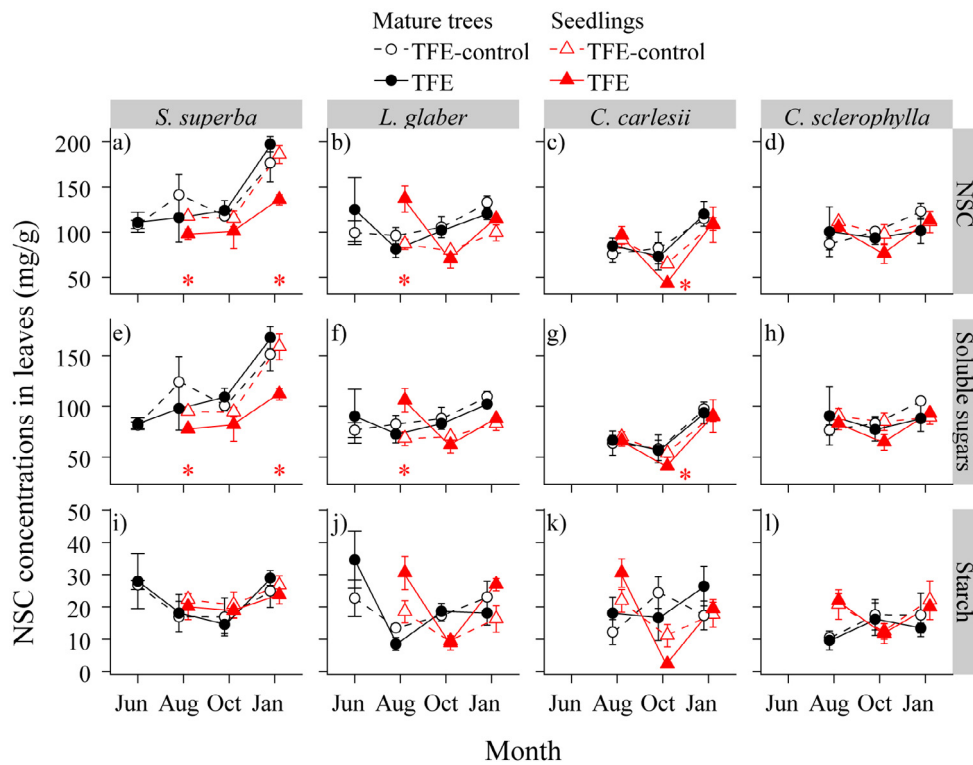 Mature trees Seedlings
TFE-control TFE-control
TFE TFE
S. superba L. glaber C. carlesii C. sclerophylla
NSC concentrations in leaves (mg/g)
a) b) c) d)
200
150
100
50
* * * *
NSC
e) f) g) h)
150
100
50
* * * *
Soluble sugars
i) j) k) l)
50
40
30
20
10
0
Starch
Jun Aug Oct Jan Jun Aug Oct Jan Jun Aug Oct Jan Jun Aug Oct Jan
Month